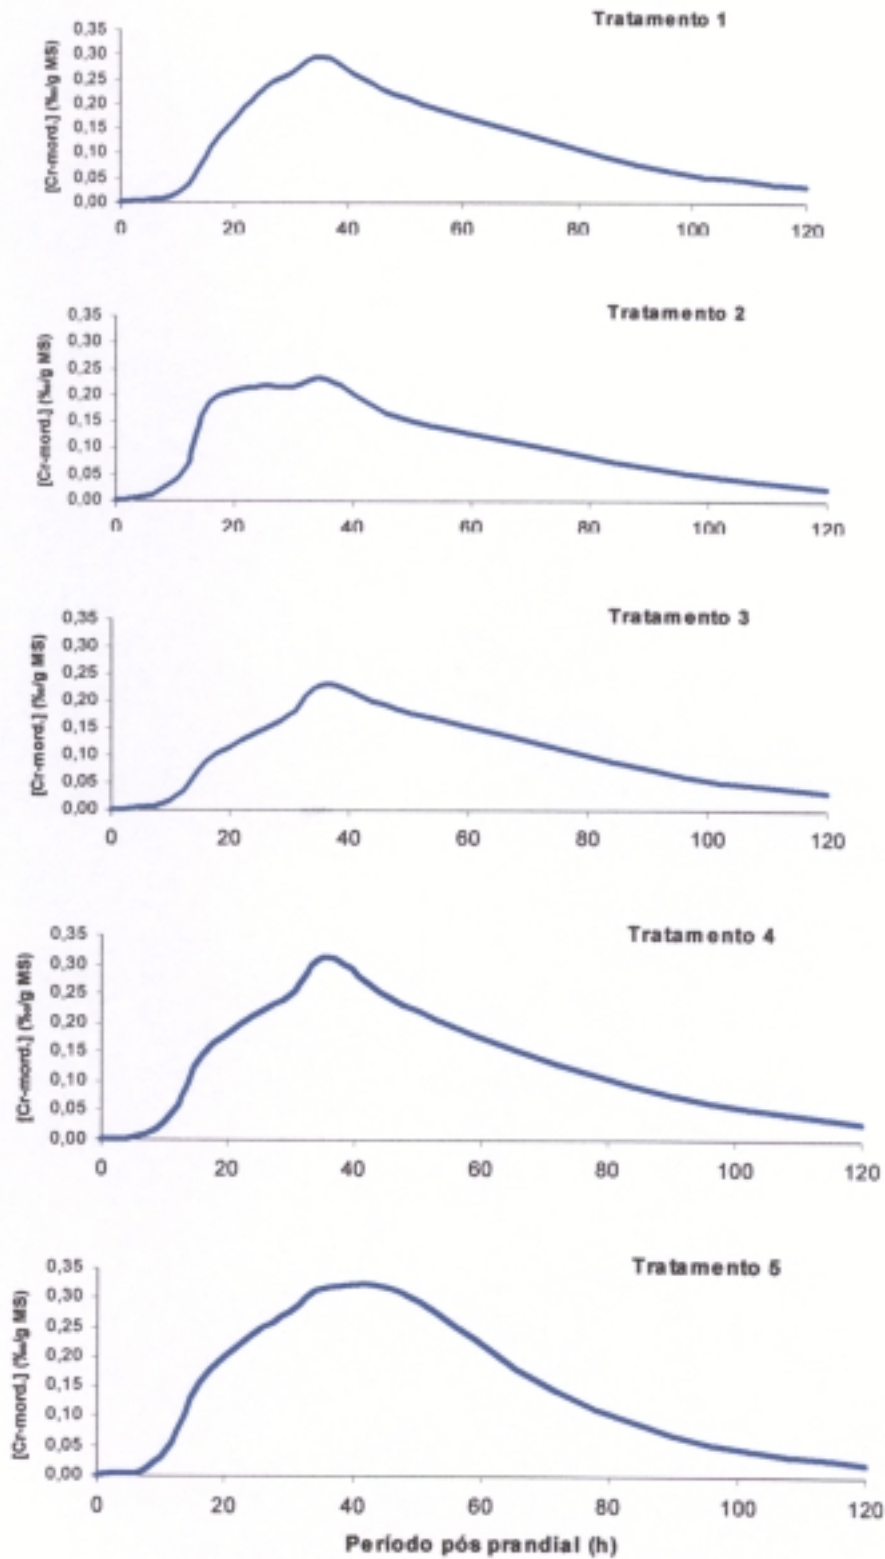 Tratamento 1
[Cr-mord.] (‰/g MS)
0,35
0,30
0,25
0,20
0,15
0,10
0,05
0,00
0 20 40 60 80 100 120
Tratamento 2
[Cr-mord.] (‰/g MS)
0,35
0,30
0,25
0,20
0,15
0,10
0,05
0,00
0 20 40 60 80 100 120
Tratamento 3
[Cr-mord.] (‰/g MS)
0,35
0,30
0,25
0,20
0,15
0,10
0,05
0,00
0 20 40 60 80 100 120
Tratamento 4
[Cr-mord.] (‰/g MS)
0,35
0,30
0,25
0,20
0,15
0,10
0,05
0,00
0 20 40 60 80 100 120
Tratamento 5
[Cr-mord.] (‰/g MS)
0,35
0,30
0,25
0,20
0,15
0,10
0,05
0,00
0 20 40 60 80 100 120
Período pós prandial (h)